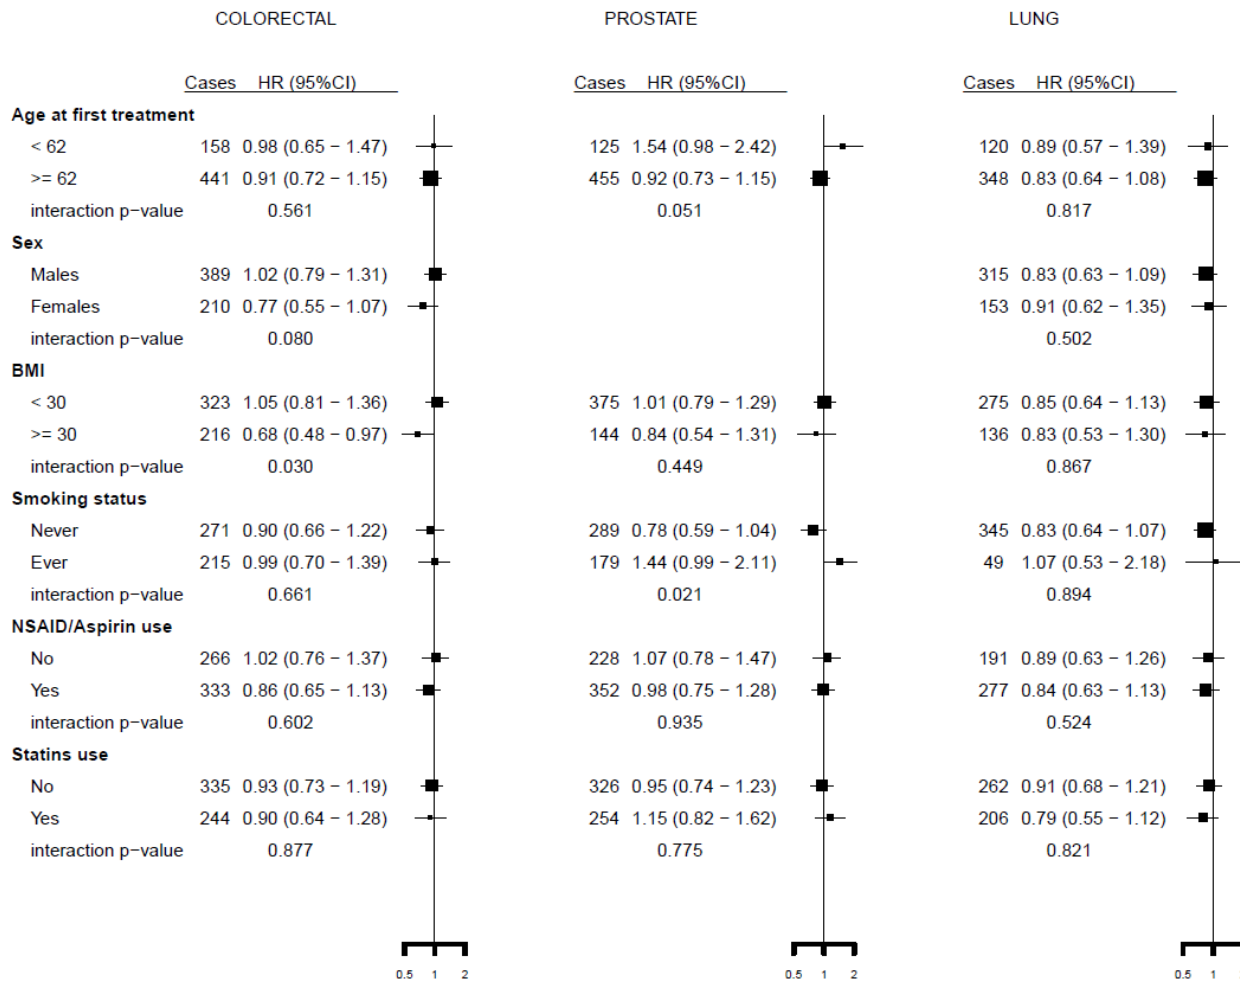 COLORECTAL PROSTATE LUNG
Cases HR (95%CI) Cases HR (95%CI) Cases HR (95%CI)
Age at first treatment
< 62 158 0.98 (0.65 − 1.47) 125 1.54 (0.98 − 2.42) 120 0.89 (0.57 − 1.39)
>= 62 441 0.91 (0.72 − 1.15) 455 0.92 (0.73 − 1.15) 348 0.83 (0.64 − 1.08)
interaction p−value 0.561 0.051 0.817
Sex
Males 389 1.02 (0.79 − 1.31) 315 0.83 (0.63 − 1.09)
Females 210 0.77 (0.55 − 1.07) 153 0.91 (0.62 − 1.35)
interaction p−value 0.080 0.502
BMI
< 30 323 1.05 (0.81 − 1.36) 375 1.01 (0.79 − 1.29) 275 0.85 (0.64 − 1.13)
>= 30 216 0.68 (0.48 − 0.97) 144 0.84 (0.54 − 1.31) 136 0.83 (0.53 − 1.30)
interaction p−value 0.030 0.449 0.867
Smoking status
Never 271 0.90 (0.66 − 1.22) 289 0.78 (0.59 − 1.04) 345 0.83 (0.64 − 1.07)
Ever 215 0.99 (0.70 − 1.39) 179 1.44 (0.99 − 2.11) 49 1.07 (0.53 − 2.18)
interaction p−value 0.661 0.021 0.894
NSAID/Aspirin use
No 266 1.02 (0.76 − 1.37) 228 1.07 (0.78 − 1.47) 191 0.89 (0.63 − 1.26)
Yes 333 0.86 (0.65 − 1.13) 352 0.98 (0.75 − 1.28) 277 0.84 (0.63 − 1.13)
interaction p−value 0.602 0.935 0.524
Statins use
No 335 0.93 (0.73 − 1.19) 326 0.95 (0.74 − 1.23) 262 0.91 (0.68 − 1.21)
Yes 244 0.90 (0.64 − 1.28) 254 1.15 (0.82 − 1.62) 206 0.79 (0.55 − 1.12)
interaction p−value 0.877 0.775 0.821
0.5 1 2 0.5 1 2 0.5 1